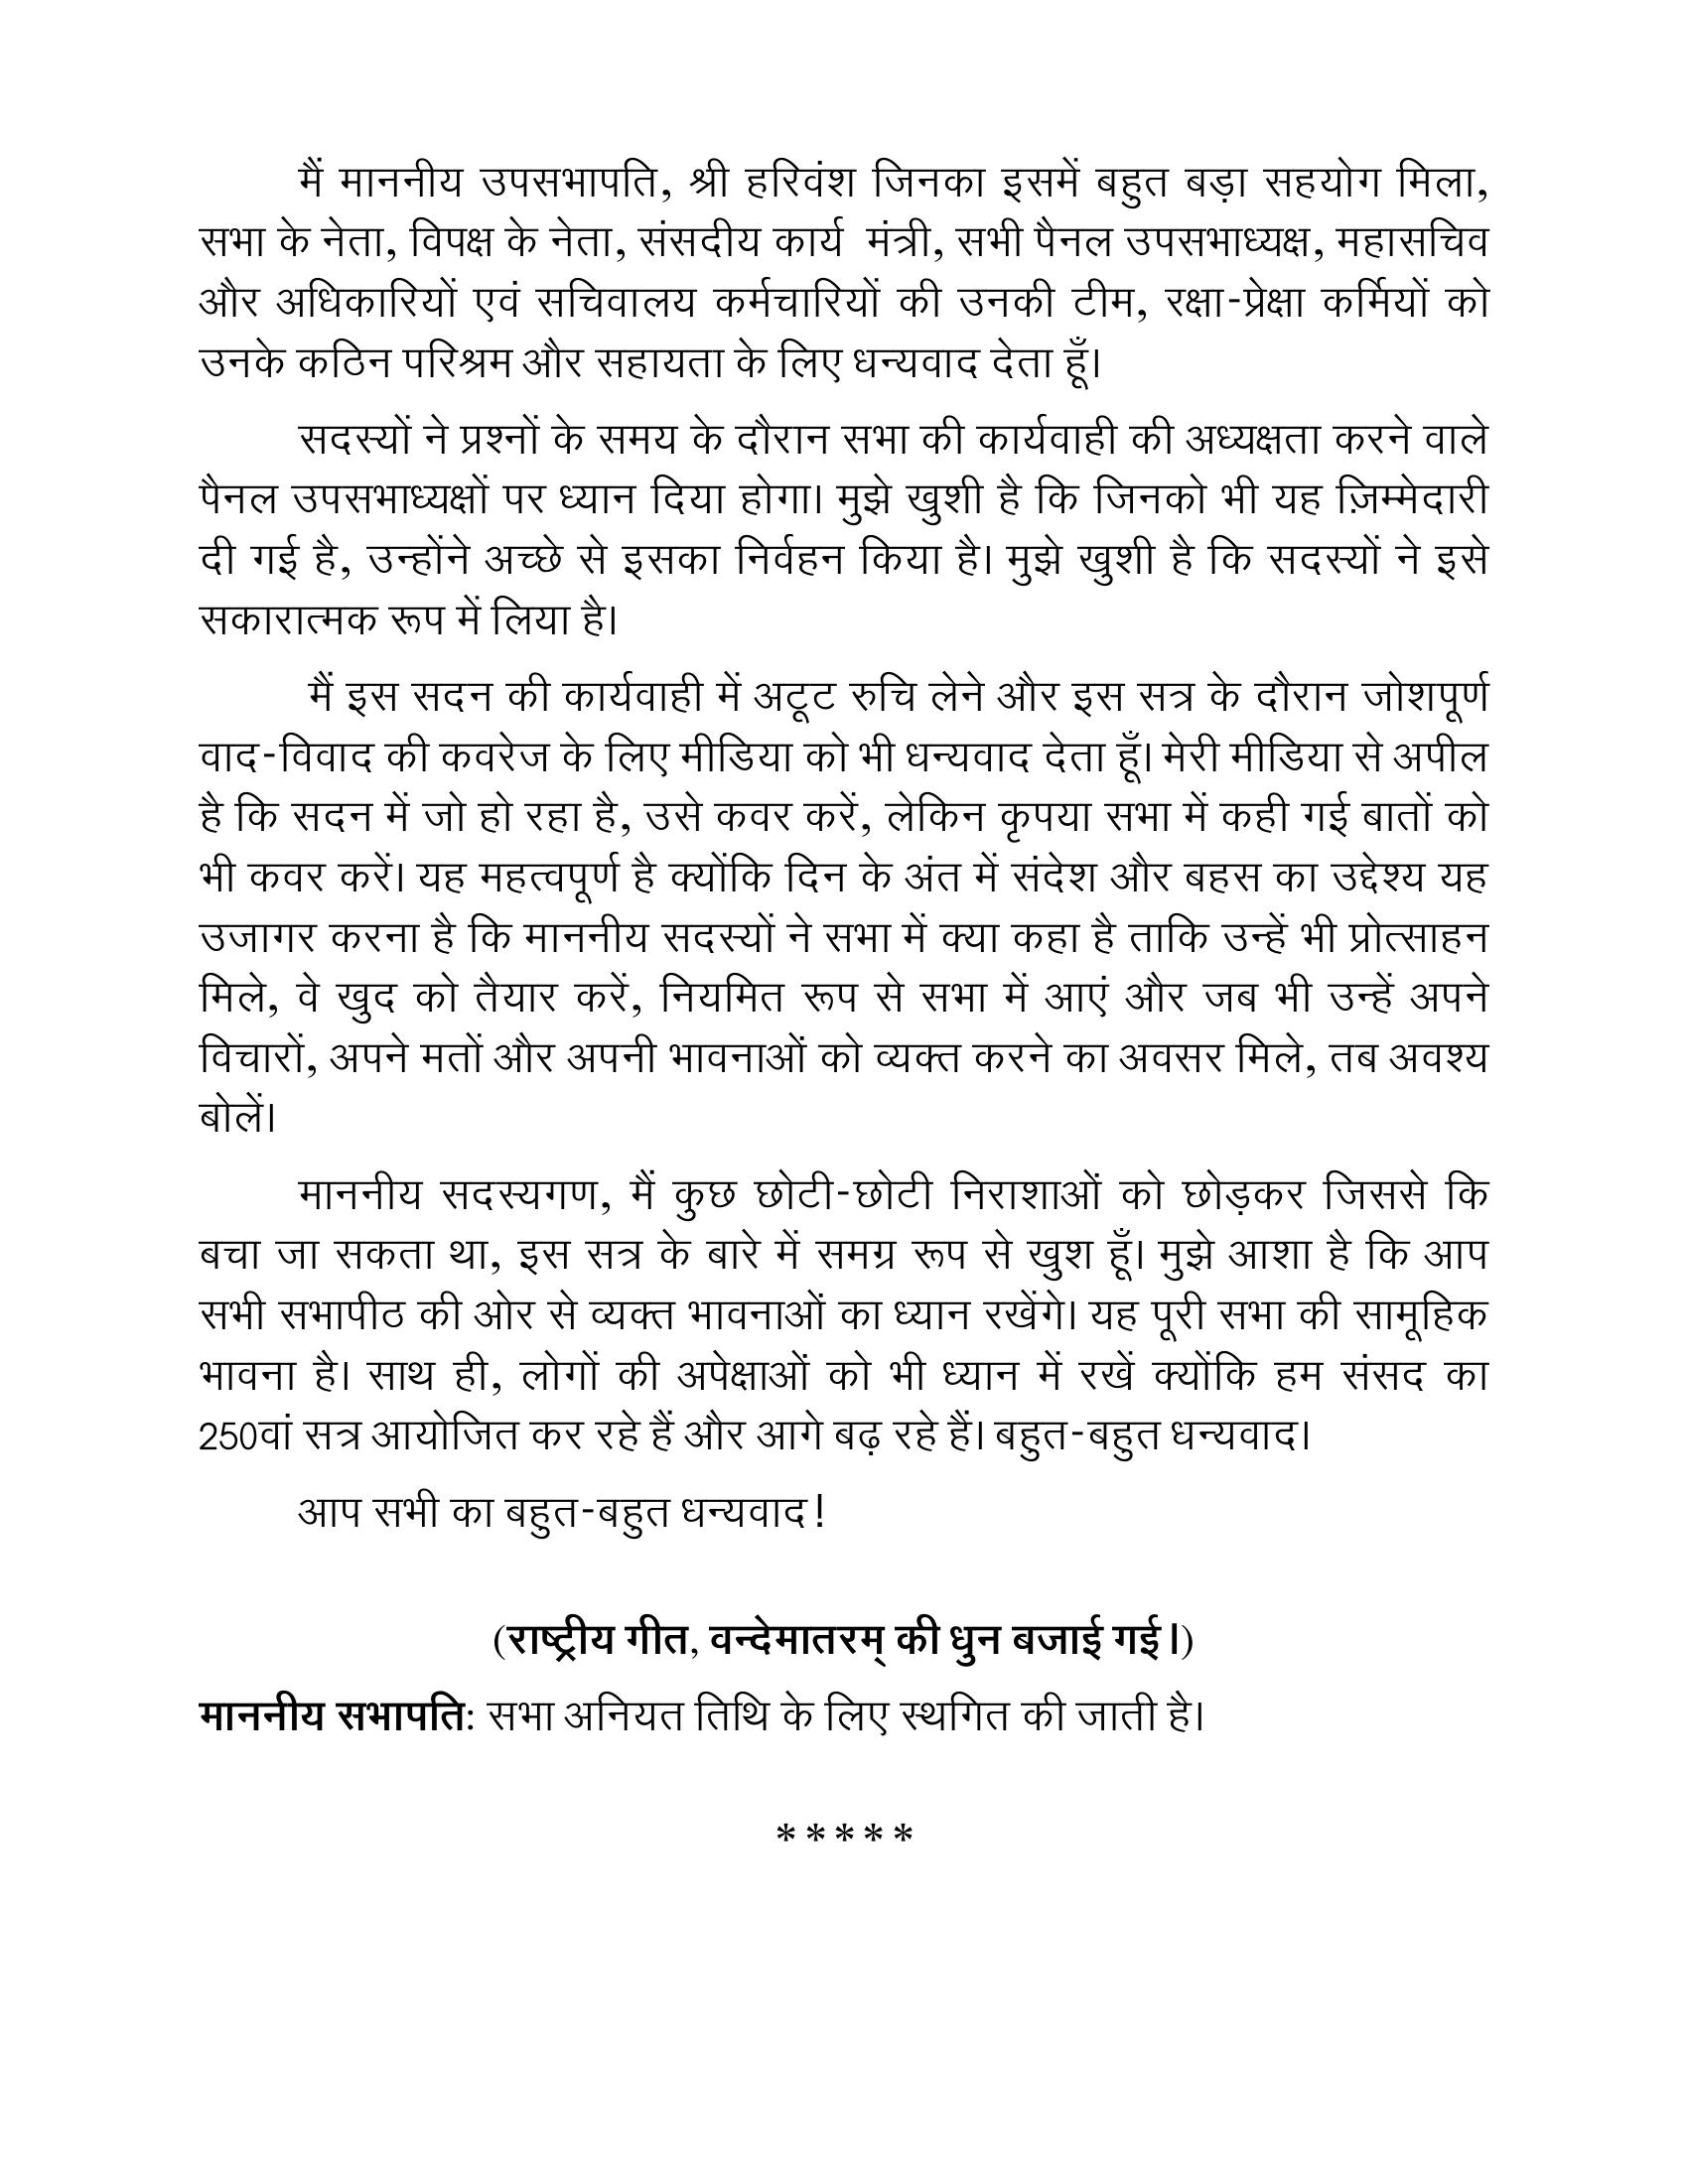 मैं माननीय उपसभापति, श्री हरिवंश जिनका इसमें बहुत बड़ा सहयोग मिला,
सभा के नेता, विपक्ष के नेता, संसदीय कार्य मंत्री, सभी पैनल उपसभाध्यक्ष, महासचिव
और अधिकारियों एवं सचिवालय कर्मचारियों की उनकी टीम, रक्षा-प्रेक्षा कर्मियों को
उनके कठिन परिश्रम और सहायता के लिए धन्यवाद देता हूँ।
सदस्यों ने प्रश्नों के समय के दौरान सभा की कार्यवाही की अध्यक्षता करने वाले
पैनल उपसभाध्यक्षों पर ध्यान दिया होगा। मुझे खुशी है कि जिनको भी यह ज़िम्मेदारी
दी गई है, उन्होंने अच्छे से इसका निर्वहन किया है। मुझे खुशी है कि सदस्यों ने इसे
सकारात्मक रूप में लिया है।
मैं इस सदन की कार्यवाही में अटूट रुचि लेने और इस सत्र के दौरान जोशपूर्ण
वाद-विवाद की कवरेज के लिए मीडिया को भी धन्यवाद देता हूँ। मेरी मीडिया से अपील
है कि सदन में जो हो रहा है, उसे कवर करें, लेकिन कृपया सभा में कही गई बातों को
भी कवर करें। यह महत्वपूर्ण है क्योंकि दिन के अंत में संदेश और बहस का उद्देश्य यह
उजागर करना है कि माननीय सदस्यों ने सभा में क्या कहा है ताकि उन्हें भी प्रोत्साहन
मिले, वे खुद को तैयार करें, नियमित रूप से सभा में आएं और जब भी उन्हें अपने
विचारों, अपने मतों और अपनी भावनाओं को व्यक्त करने का अवसर मिले, तब अवश्य
बोलें।
माननीय सदस्यगण, मैं कुछ छोटी-छोटी निराशाओं को छोड़कर जिससे कि
बचा जा सकता था, इस सत्र के बारे में समग्र रूप से खुश हूँ। मुझे आशा है कि आप
सभी सभापीठ की ओर से व्यक्त भावनाओं का ध्यान रखेंगे। यह पूरी सभा की सामूहिक
भावना है। साथ ही, लोगों की अपेक्षाओं को भी ध्यान में रखें क्योंकि हम संसद का
250वां सत्र आयोजित कर रहे हैं और आगे बढ़ रहे हैं। बहुत-बहुत धन्यवाद।
आप सभी का बहुत-बहुत धन्यवाद!
(राष्ट्रीय गीत, वन्देमातरम् की धुन बजाई गई।)
माननीय सभापति: सभा अनियत तिथि के लिए स्थगित की जाती है।
*****